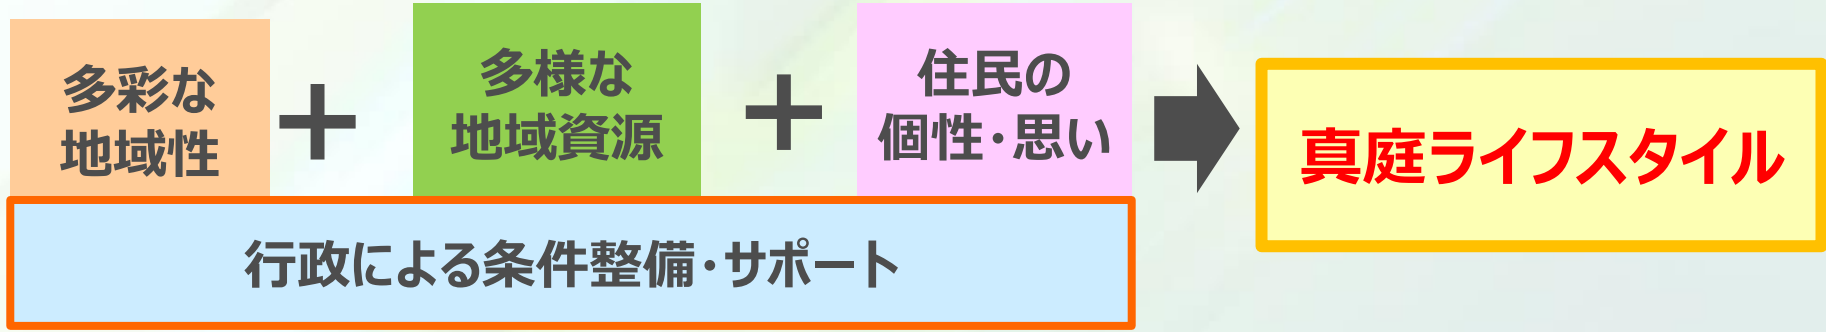 多彩な
地域性
＋
多様な
地域資源
＋
住民の
個性・思い
真庭ライフスタイル
行政による条件整備・サポート